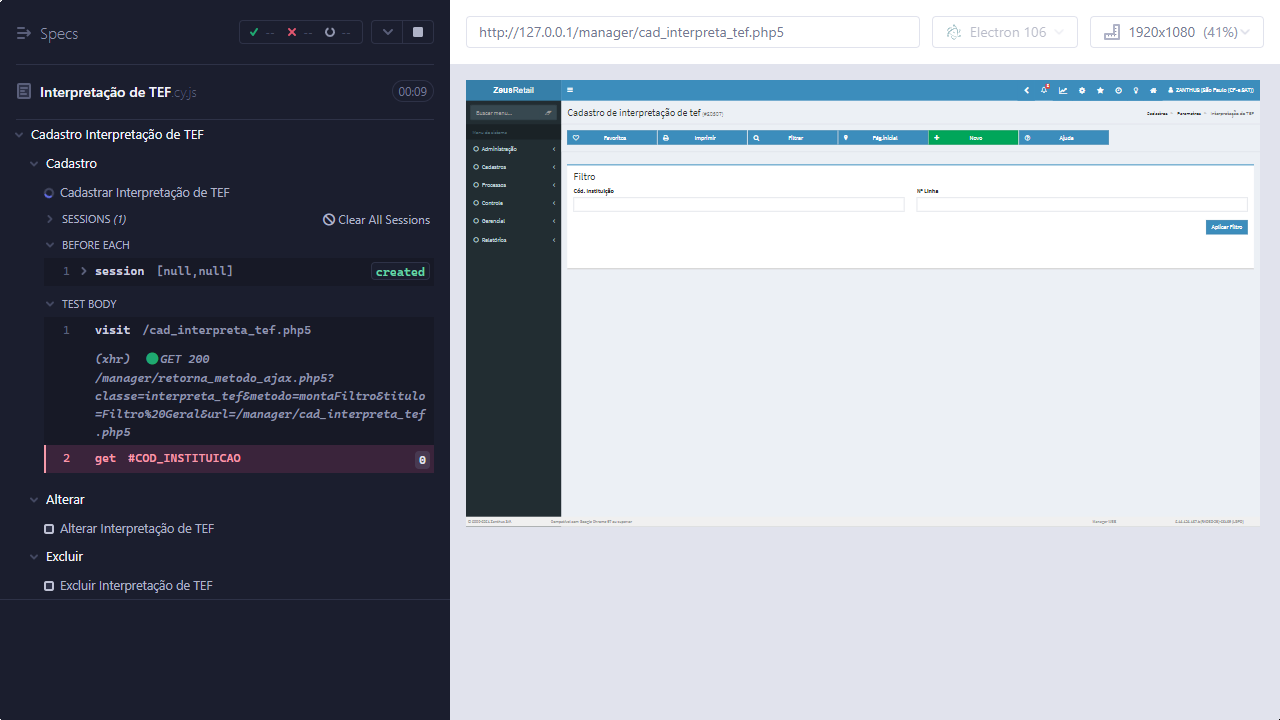 Specs
-- -- --
Interpretação de TEF.cy.js
00:09
Cadastro Interpretação de TEF
Cadastro
Cadastrar Interpretação de TEF
SESSIONS (1)
Clear All Sessions
BEFORE EACH
1 session [null,null] created
TEST BODY
1 visit /cad_interpreta_tef.php5
(xhr) GET 200
/manager/retorna_metodo_ajax.php5?
classe=interpreta_tef&metodo=montaFiltro&titulo
=Filtro%20Geral&url=/manager/cad_interpreta_tef
.php5
2 get #COD_INSTITUICAO 0
Alterar
Alterar Interpretação de TEF
Excluir
Excluir Interpretação de TEF
http://127.0.0.1/manager/cad_interpreta_tef.php5
Electron 106
1920x1080 (41%)
ZeusRetail
ZANTHUS (São Paulo (CF-e SAT))
Buscar menu...
Menu do sistema
Administração
Cadastros
Processos
Controle
Gerencial
Relatórios
Cadastro de interpretação de tef
Cadastros
Parametros
Interpretação de TEF
Favoritos
Imprimir
Filtrar
Pág.inicial
Novo
Ajuda
Filtro
Cód. Instituição
Nº Linha
Aplicar Filtro
Compatível com: Google Chrome 87 ou superior
Manager WEB